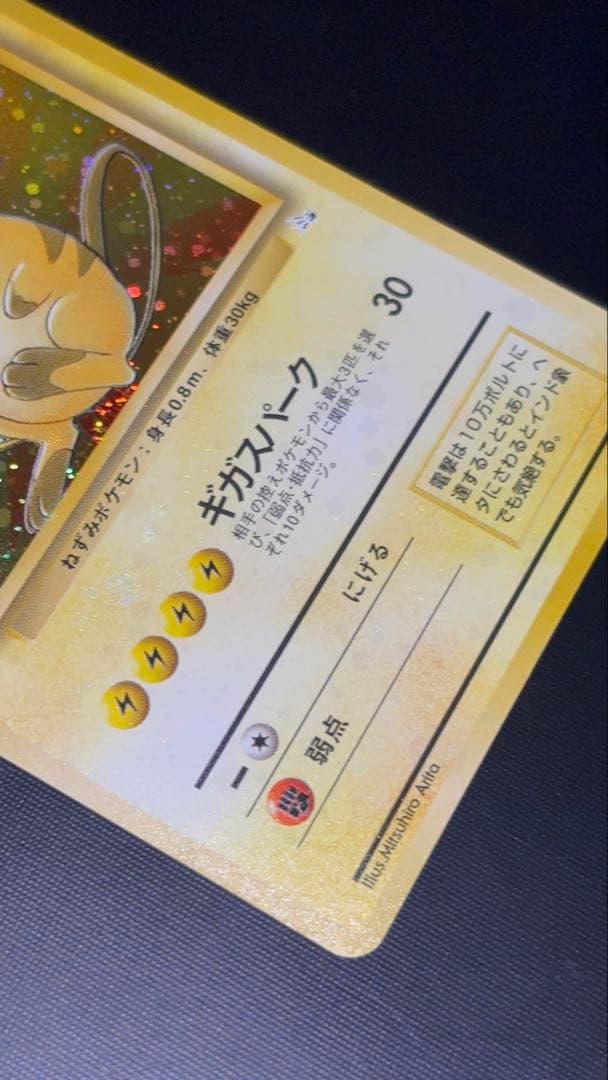 ねずみポケモン：身長0.8m、体重30kg
ギガスパーク 30
相手の控えポケモンから最大3匹を選
び、「弱点・抵抗力」に関係なく、それ
ぞれ10ダメージ。
弱点
にげる
電撃は10万ボルトに
達することもあり、ヘ
タにさわるとインド象
でも気絶する。
Illus.Mitsuhiro Arita